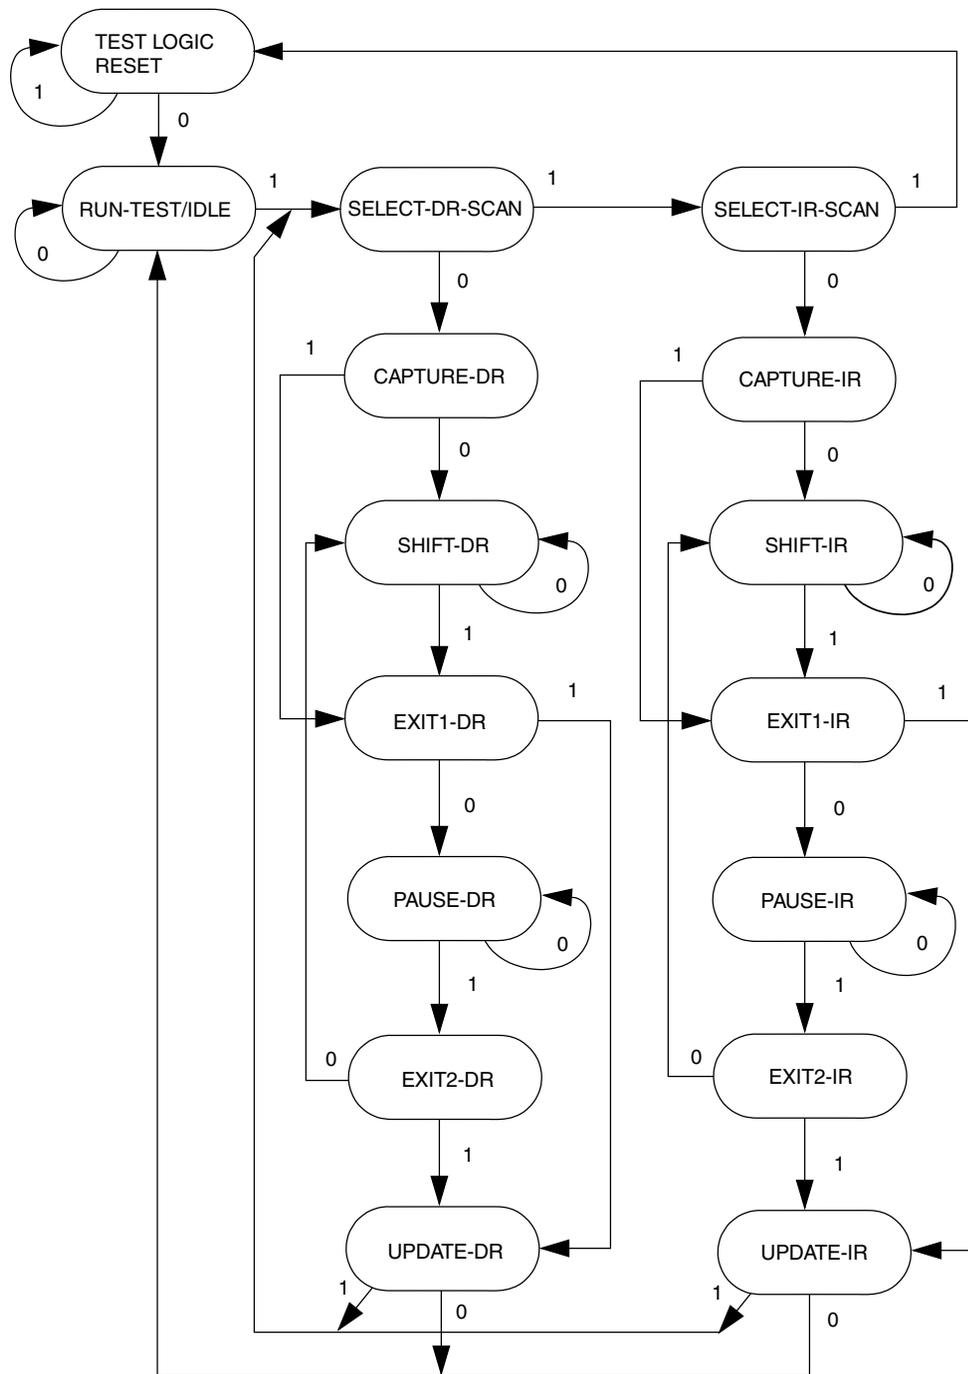 TEST LOGIC
RESET
1
0
RUN-TEST/IDLE
0
1
SELECT-DR-SCAN
1
SELECT-IR-SCAN
1
0
0
1
CAPTURE-DR
1
CAPTURE-IR
0
0
SHIFT-DR
0
SHIFT-IR
0
1
1
EXIT1-DR
1
EXIT1-IR
1
0
0
PAUSE-DR
0
PAUSE-IR
0
1
1
0
EXIT2-DR
0
EXIT2-IR
1
1
UPDATE-DR
UPDATE-IR
1
0
1
0